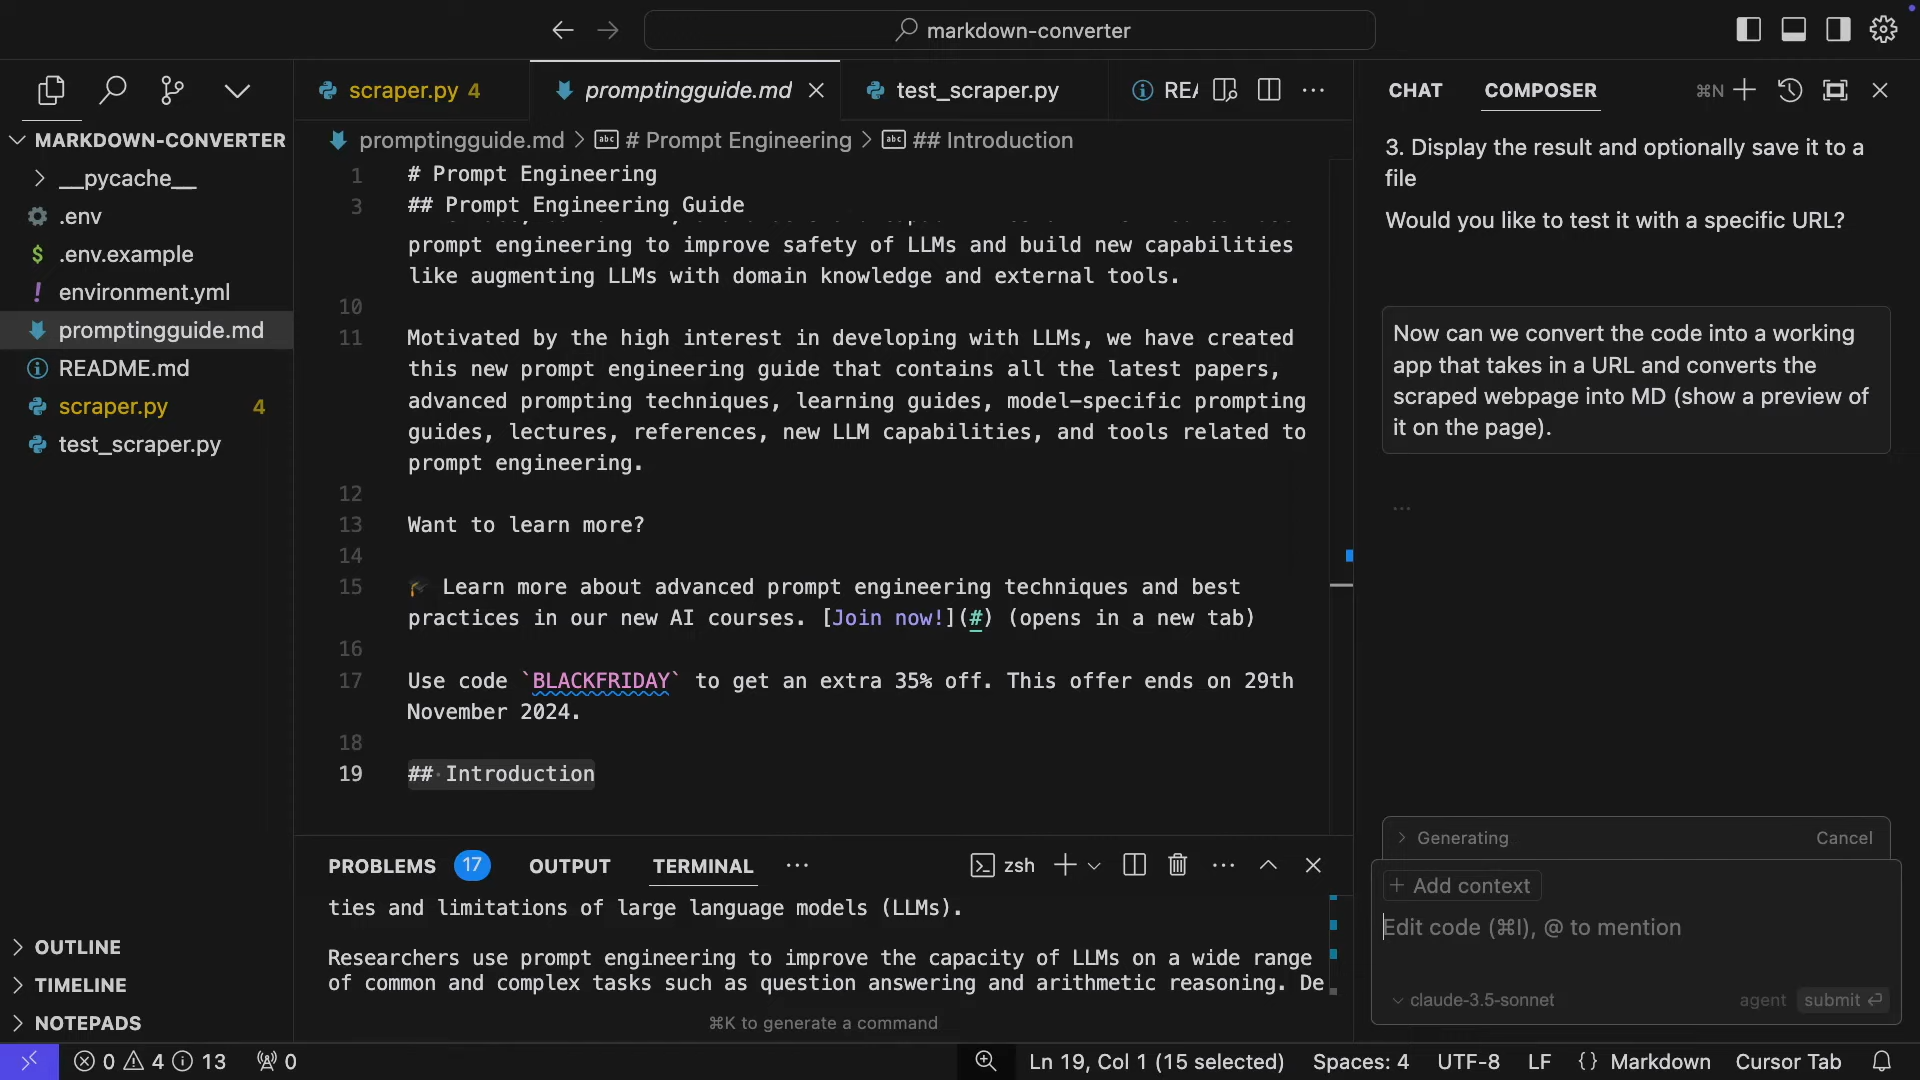 markdown-converter
scraper.py 4
promptingguide.md
test_scraper.py
REA
CHAT
COMPOSER
⌘N
MARKDOWN-CONVERTER
__pycache__
.env
.env.example
environment.yml
promptingguide.md
README.md
scraper.py 4
test_scraper.py
OUTLINE
TIMELINE
NOTEPADS
promptingguide.md > # Prompt Engineering > ## Introduction
1 # Prompt Engineering
3 ## Prompt Engineering Guide
prompt engineering to improve safety of LLMs and build new capabilities
like augmenting LLMs with domain knowledge and external tools.
10
11 Motivated by the high interest in developing with LLMs, we have created
this new prompt engineering guide that contains all the latest papers,
advanced prompting techniques, learning guides, model-specific prompting
guides, lectures, references, new LLM capabilities, and tools related to
prompt engineering.
12
13 Want to learn more?
14
15 🎓 Learn more about advanced prompt engineering techniques and best
practices in our new AI courses. [Join now!](#) (opens in a new tab)
16
17 Use code `BLACKFRIDAY` to get an extra 35% off. This offer ends on 29th
November 2024.
18
19 ## Introduction
PROBLEMS 17 OUTPUT TERMINAL ··· zsh
ties and limitations of large language models (LLMs).
Researchers use prompt engineering to improve the capacity of LLMs on a wide range
of common and complex tasks such as question answering and arithmetic reasoning. De
⌘K to generate a command
3. Display the result and optionally save it to a
file
Would you like to test it with a specific URL?
Now can we convert the code into a working
app that takes in a URL and converts the
scraped webpage into MD (show a preview of
it on the page).
...
Generating Cancel
+ Add context
Edit code (⌘I), @ to mention
claude-3.5-sonnet agent submit ⏎
0 4 13 0 Ln 19, Col 1 (15 selected) Spaces: 4 UTF-8 LF {} Markdown Cursor Tab